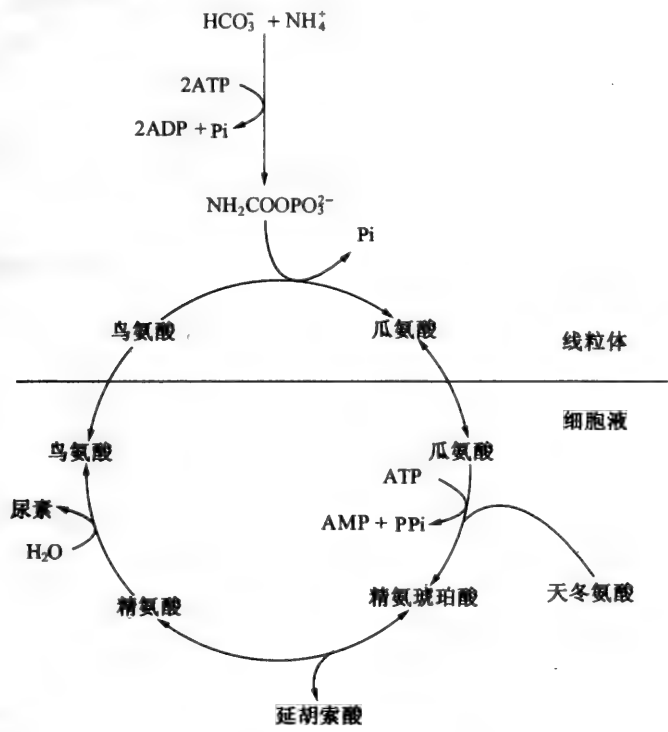 HCO₃⁻ + NH₄⁺
2ATP
2ADP + Pi
NH₂COOPO₃²⁻
Pi
鸟氨酸
瓜氨酸
线粒体
细胞液
鸟氨酸
瓜氨酸
ATP
尿素
AMP + PPi
H₂O
精氨酸
精氨琥珀酸
天冬氨酸
延胡索酸